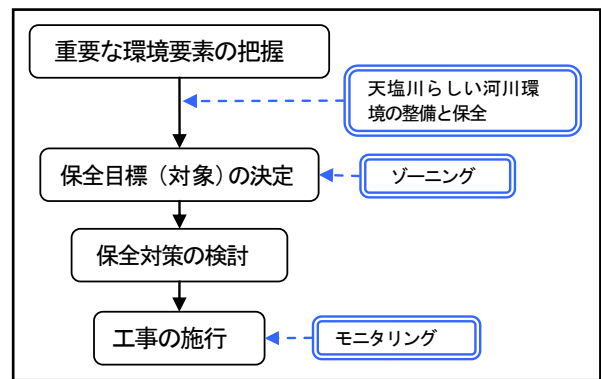 重要な環境要素の把握
天塩川らしい河川環
境の整備と保全
保全目標（対象）の決定
ゾーニング
保全対策の検討
工事の施行
モニタリング